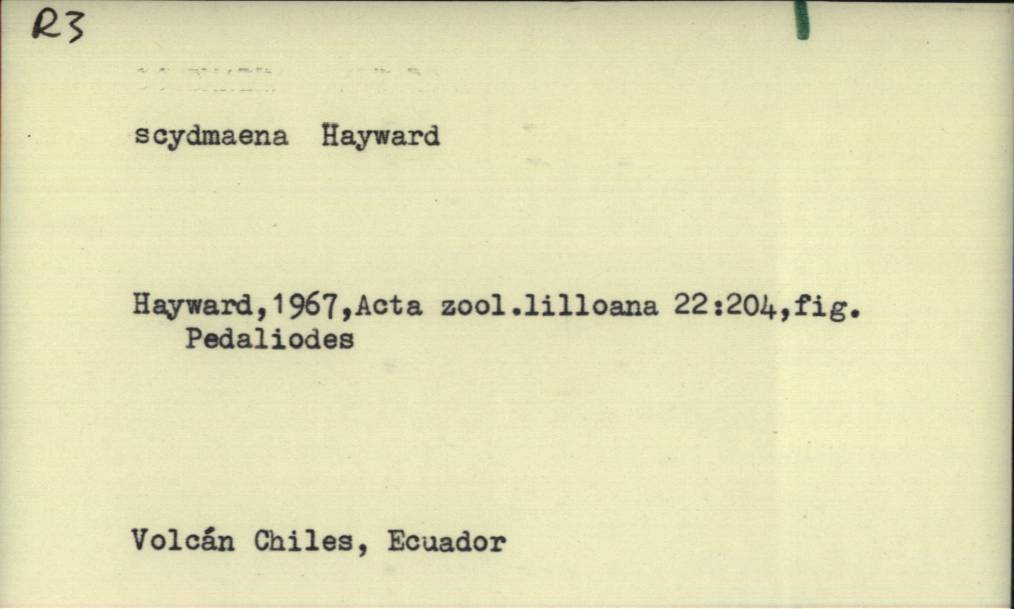 R3
scydmaena Hayward
Hayward,1967,Acta zool.lilloana 22:204,fig.
Pedaliodes
Volcán Chiles, Ecuador